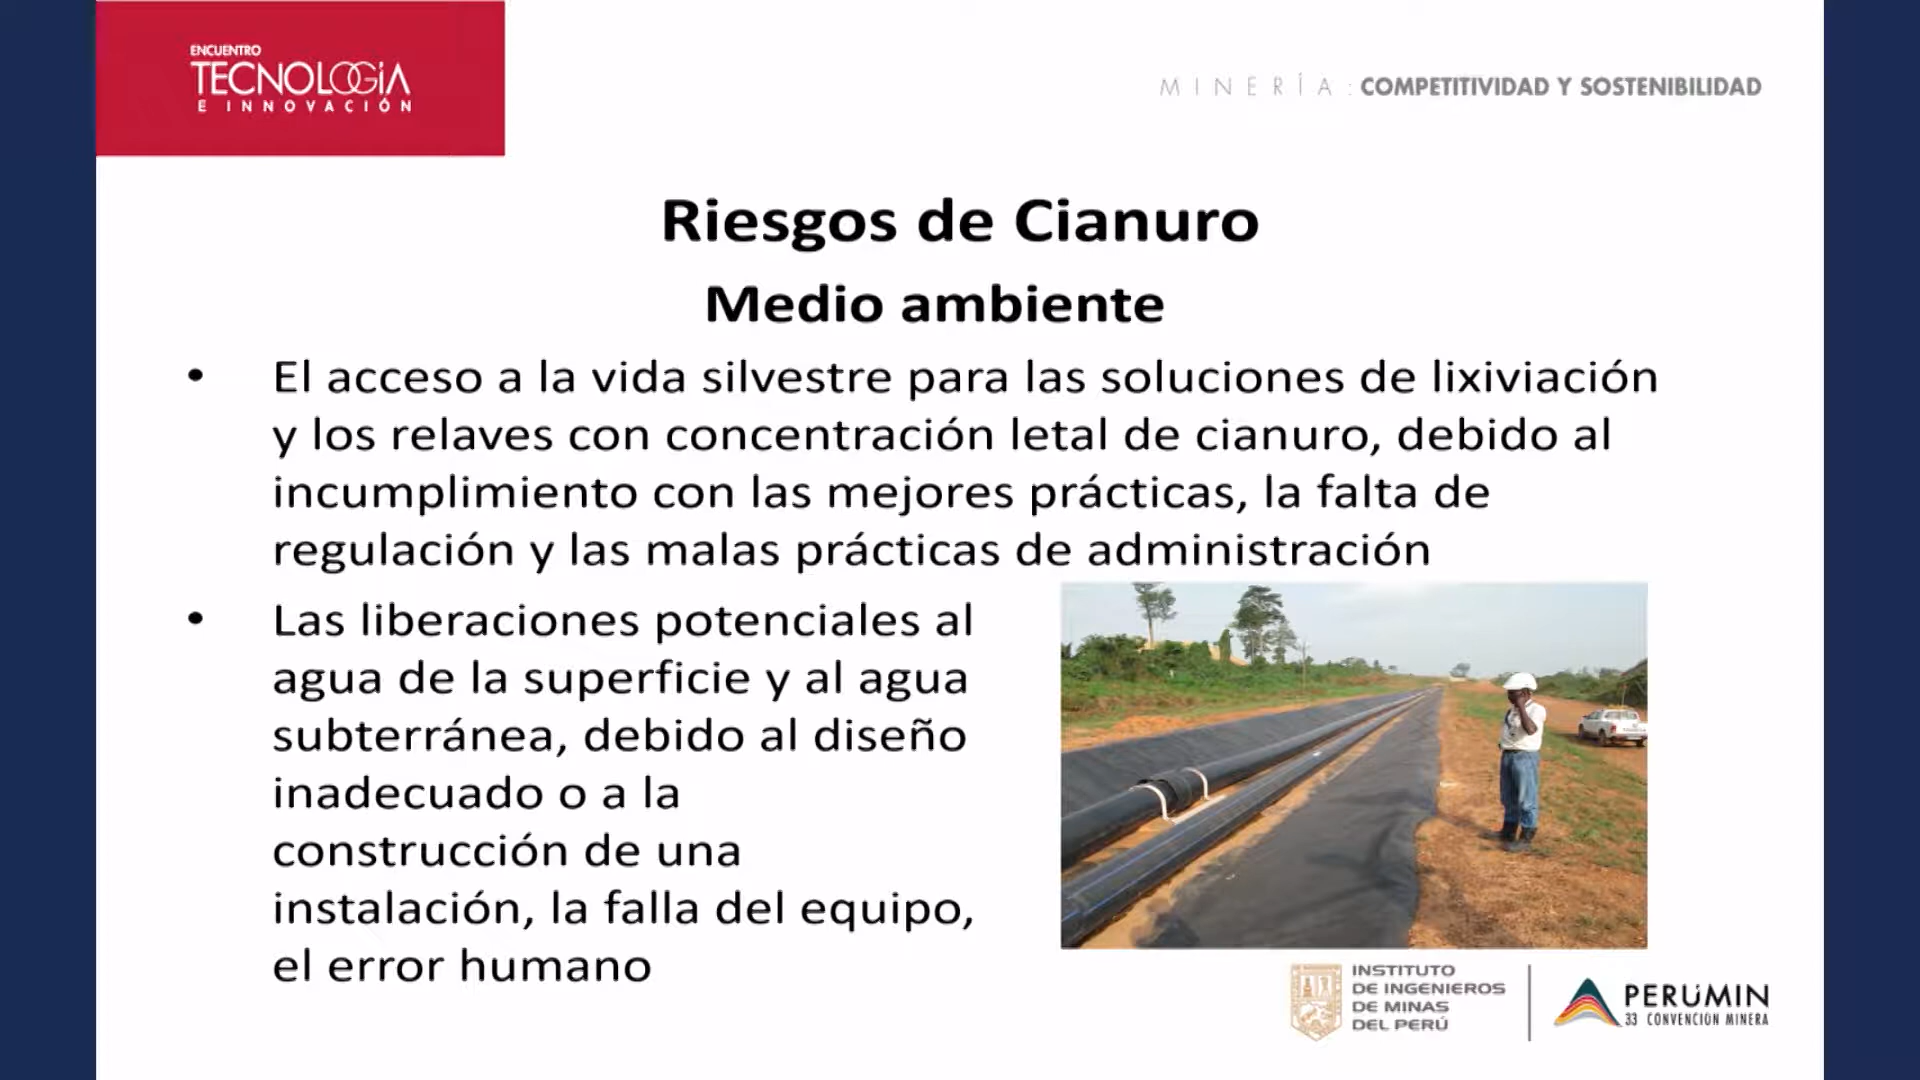 ENCUENTRO
TECNOLOGÍA
E INNOVACIÓN
MINERÍA: COMPETITIVIDAD Y SOSTENIBILIDAD
Riesgos de Cianuro
Medio ambiente
• El acceso a la vida silvestre para las soluciones de lixiviación
y los relaves con concentración letal de cianuro, debido al
incumplimiento con las mejores prácticas, la falta de
regulación y las malas prácticas de administración
• Las liberaciones potenciales al
agua de la superficie y al agua
subterránea, debido al diseño
inadecuado o a la
construcción de una
instalación, la falla del equipo,
el error humano
INSTITUTO
DE INGENIEROS
DE MINAS
DEL PERÚ
PERUMIN
33 CONVENCIÓN MINERA